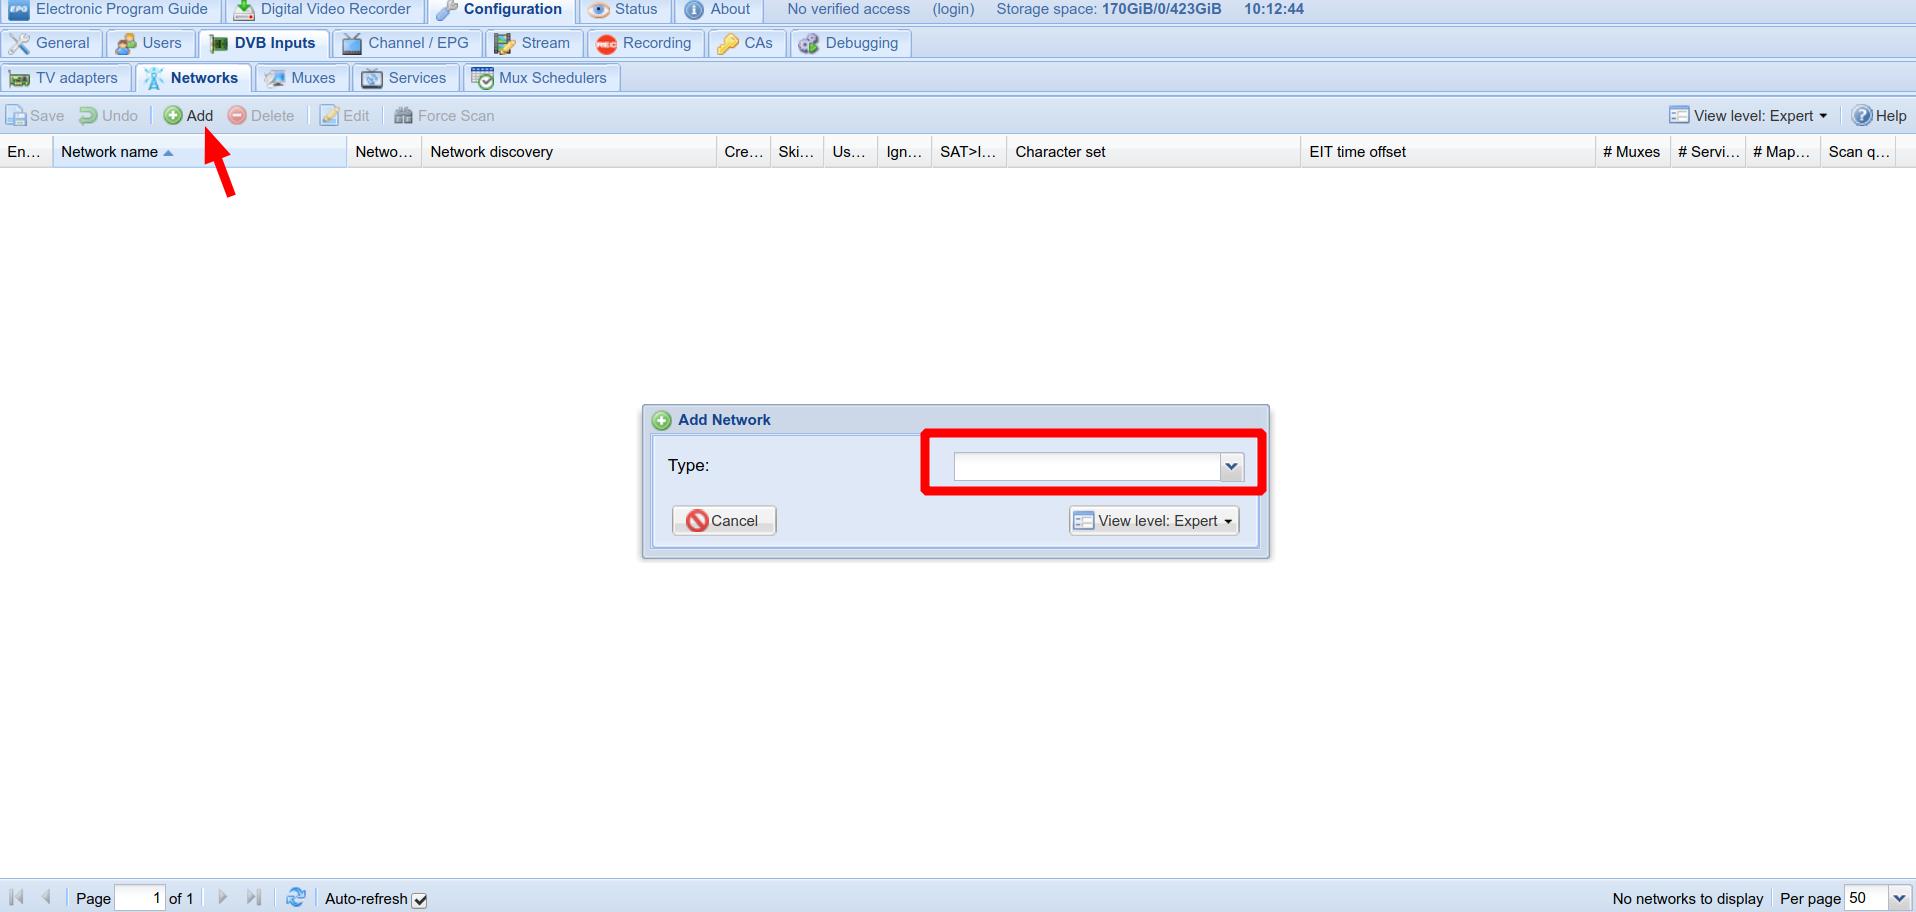 EPG Electronic Program Guide Digital Video Recorder Configuration Status About No verified access (login) Storage space: 170GiB/0/423GiB 10:12:44
General Users DVB Inputs Channel / EPG Stream REC Recording CAs Debugging
TV adapters Networks Muxes Services Mux Schedulers
Save Undo Add Delete Edit Force Scan View level: Expert Help
En... Network name Netwo... Network discovery Cre... Ski... Us... Ign... SAT>I... Character set EIT time offset # Muxes # Servi... # Map... Scan q...
Add Network
Type:
Cancel View level: Expert
Page 1 of 1 Auto-refresh No networks to display Per page 50